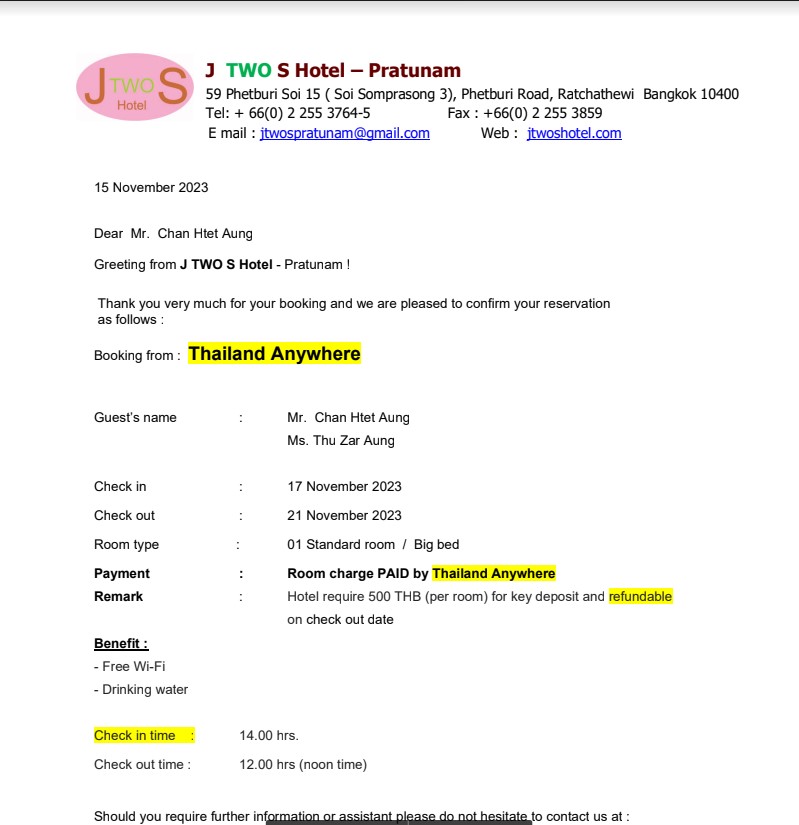 J TWO S
Hotel
J TWO S Hotel – Pratunam
59 Phetburi Soi 15 ( Soi Somprasong 3), Phetburi Road, Ratchathewi Bangkok 10400
Tel: + 66(0) 2 255 3764-5 Fax : +66(0) 2 255 3859
E mail : jtwospratunam@gmail.com Web : jtwoshotel.com
15 November 2023
Dear Mr. Chan Htet Aung
Greeting from J TWO S Hotel - Pratunam !
Thank you very much for your booking and we are pleased to confirm your reservation
as follows :
Booking from : Thailand Anywhere
Guest's name : Mr. Chan Htet Aung
Ms. Thu Zar Aung
Check in : 17 November 2023
Check out : 21 November 2023
Room type : 01 Standard room / Big bed
Payment : Room charge PAID by Thailand Anywhere
Remark : Hotel require 500 THB (per room) for key deposit and refundable
on check out date
Benefit :
- Free Wi-Fi
- Drinking water
Check in time : 14.00 hrs.
Check out time : 12.00 hrs (noon time)
Should you require further information or assistant please do not hesitate to contact us at :